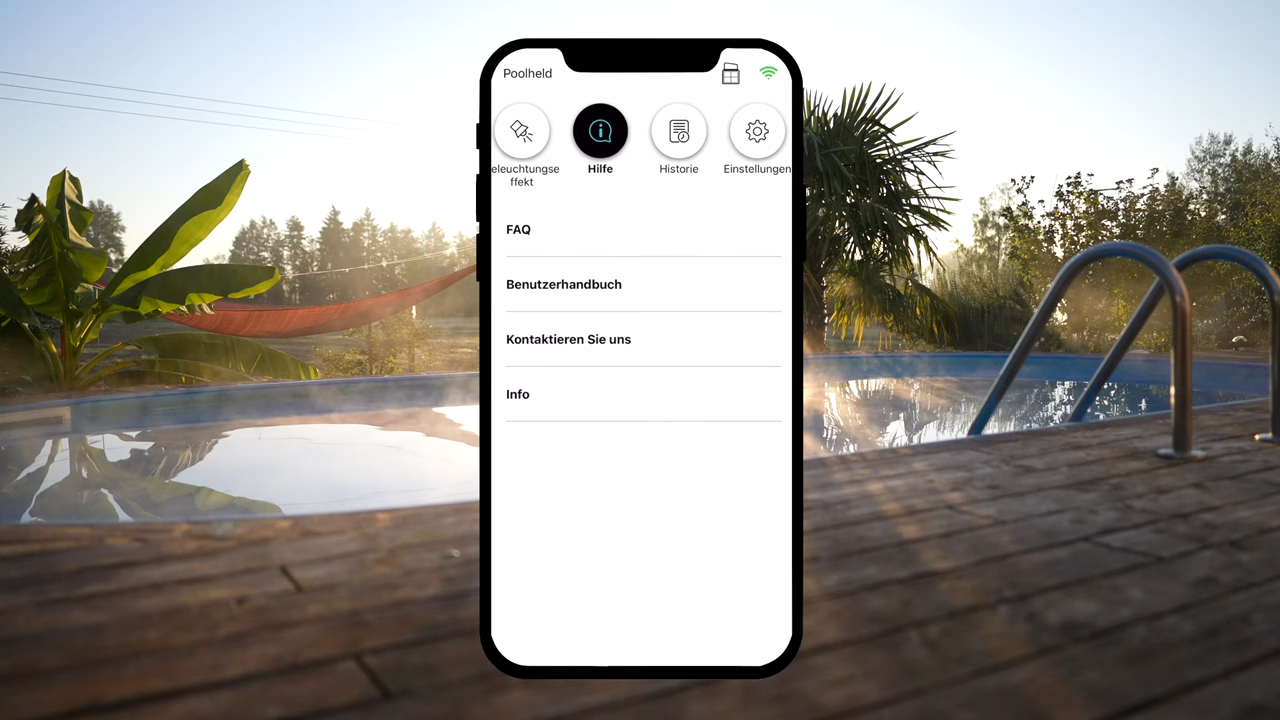 Poolheld
eleuchtungse
ffekt
Hilfe
Historie
Einstellungen
FAQ
Benutzerhandbuch
Kontaktieren Sie uns
Info